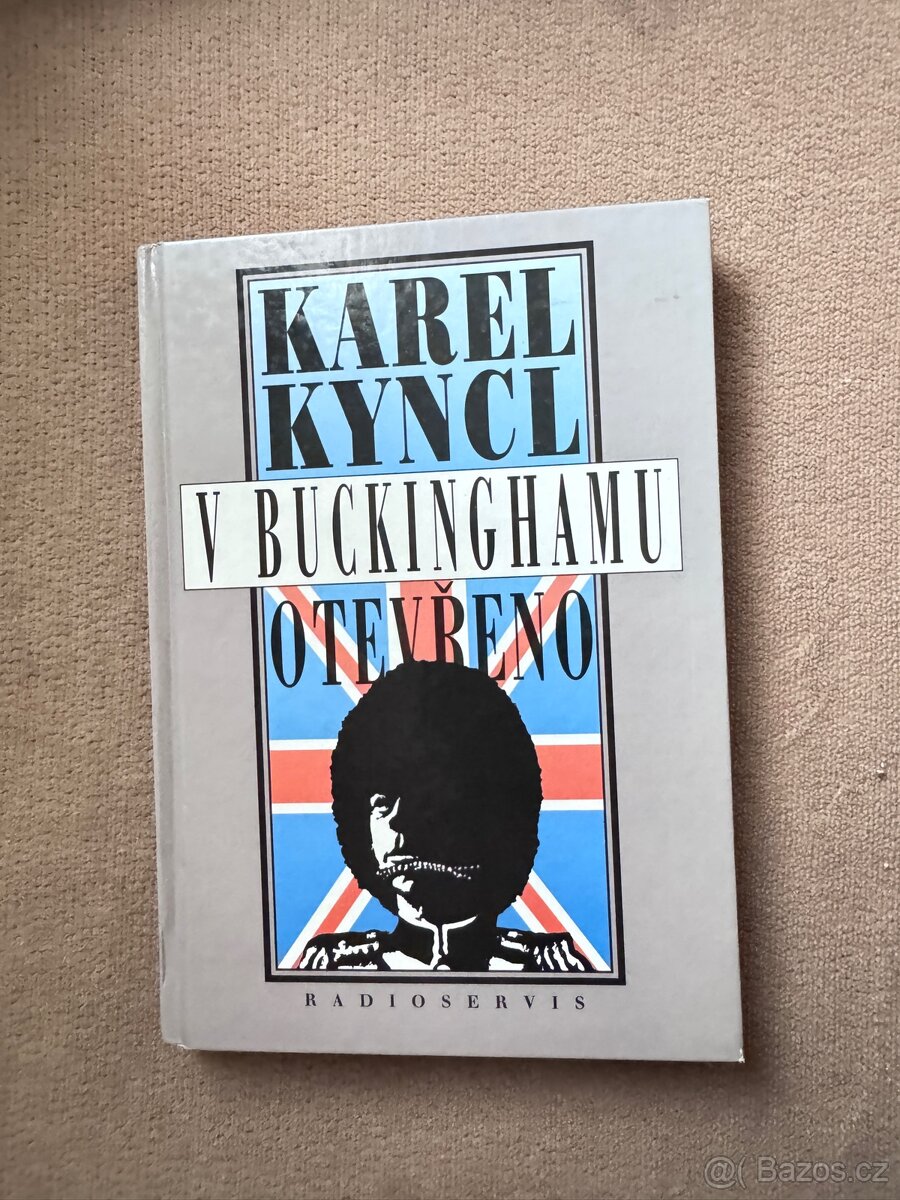 KAREL
KYNCL
V BUCKINGHAMU
OTEVŘENO
RADIOSERVIS
@( Bazos.cz